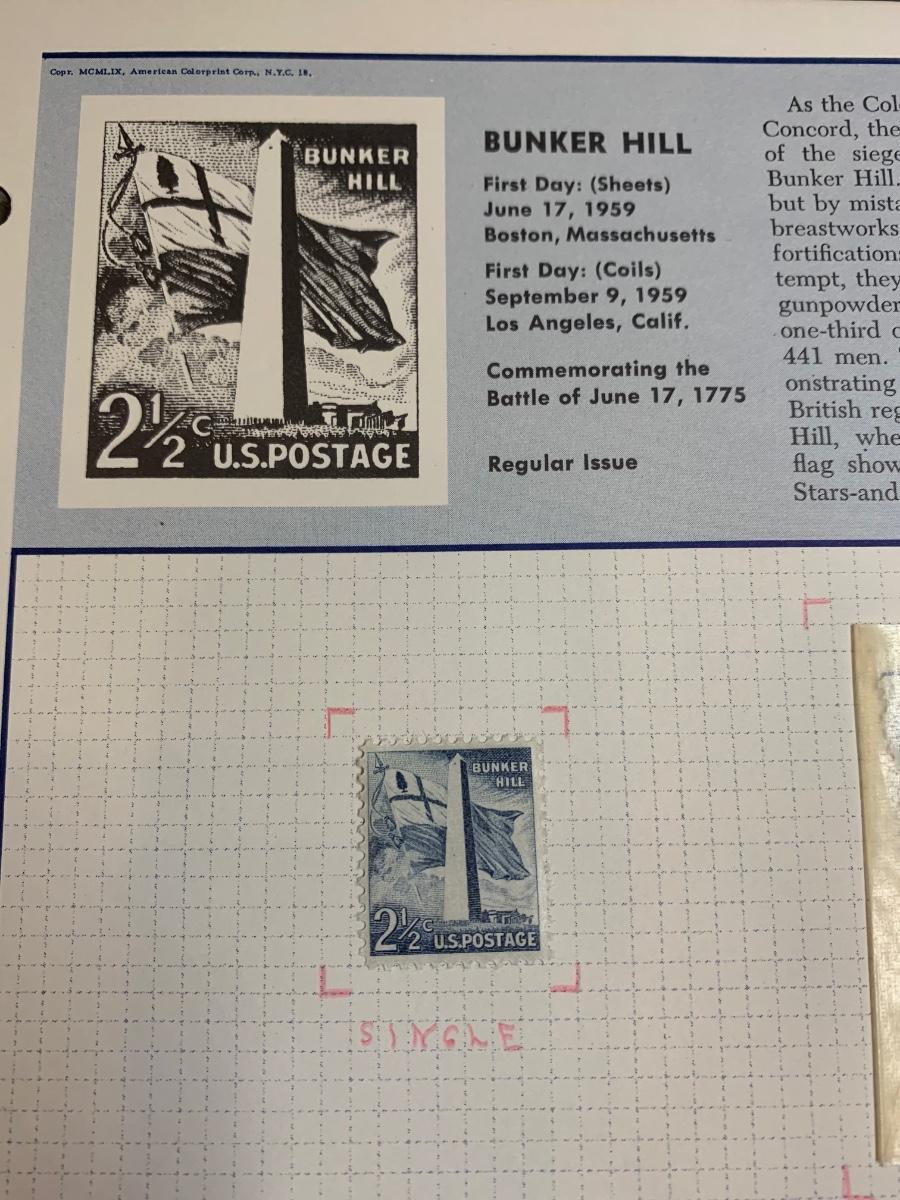 Copr. MCMLIX, American Colorprint Corp., N.Y.C. 18.
BUNKER
HILL
2½c U.S.POSTAGE
BUNKER HILL
First Day: (Sheets)
June 17, 1959
Boston, Massachusetts
First Day: (Coils)
September 9, 1959
Los Angeles, Calif.
Commemorating the
Battle of June 17, 1775
Regular Issue
As the Col
Concord, the
of the siege
Bunker Hill.
but by mista
breastworks
fortifications
tempt, they
gunpowder
one-third o
441 men.
onstrating
British reg
Hill, whe
flag show
Stars-and
BUNKER
HILL
2½c U.S.POSTAGE
SINGLE